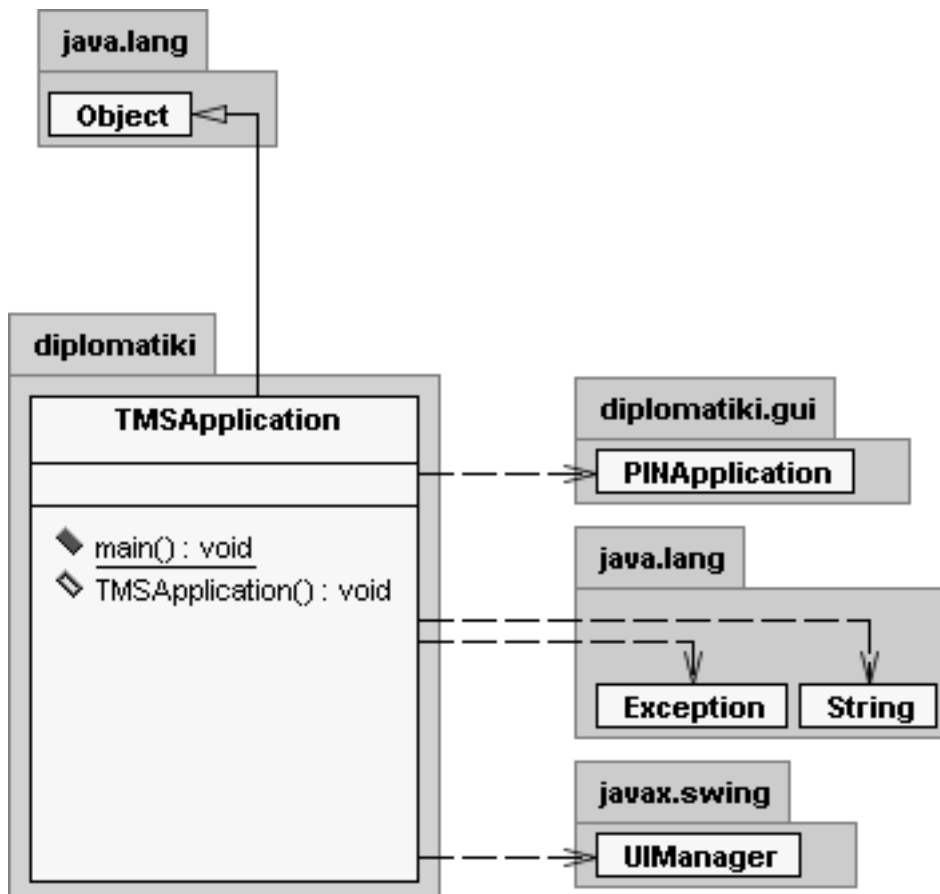 java.lang
Object
diplomatiki
TMSApplication
main() : void
TMSApplication() : void
diplomatiki.gui
PINApplication
java.lang
Exception
String
javax.swing
UIManager